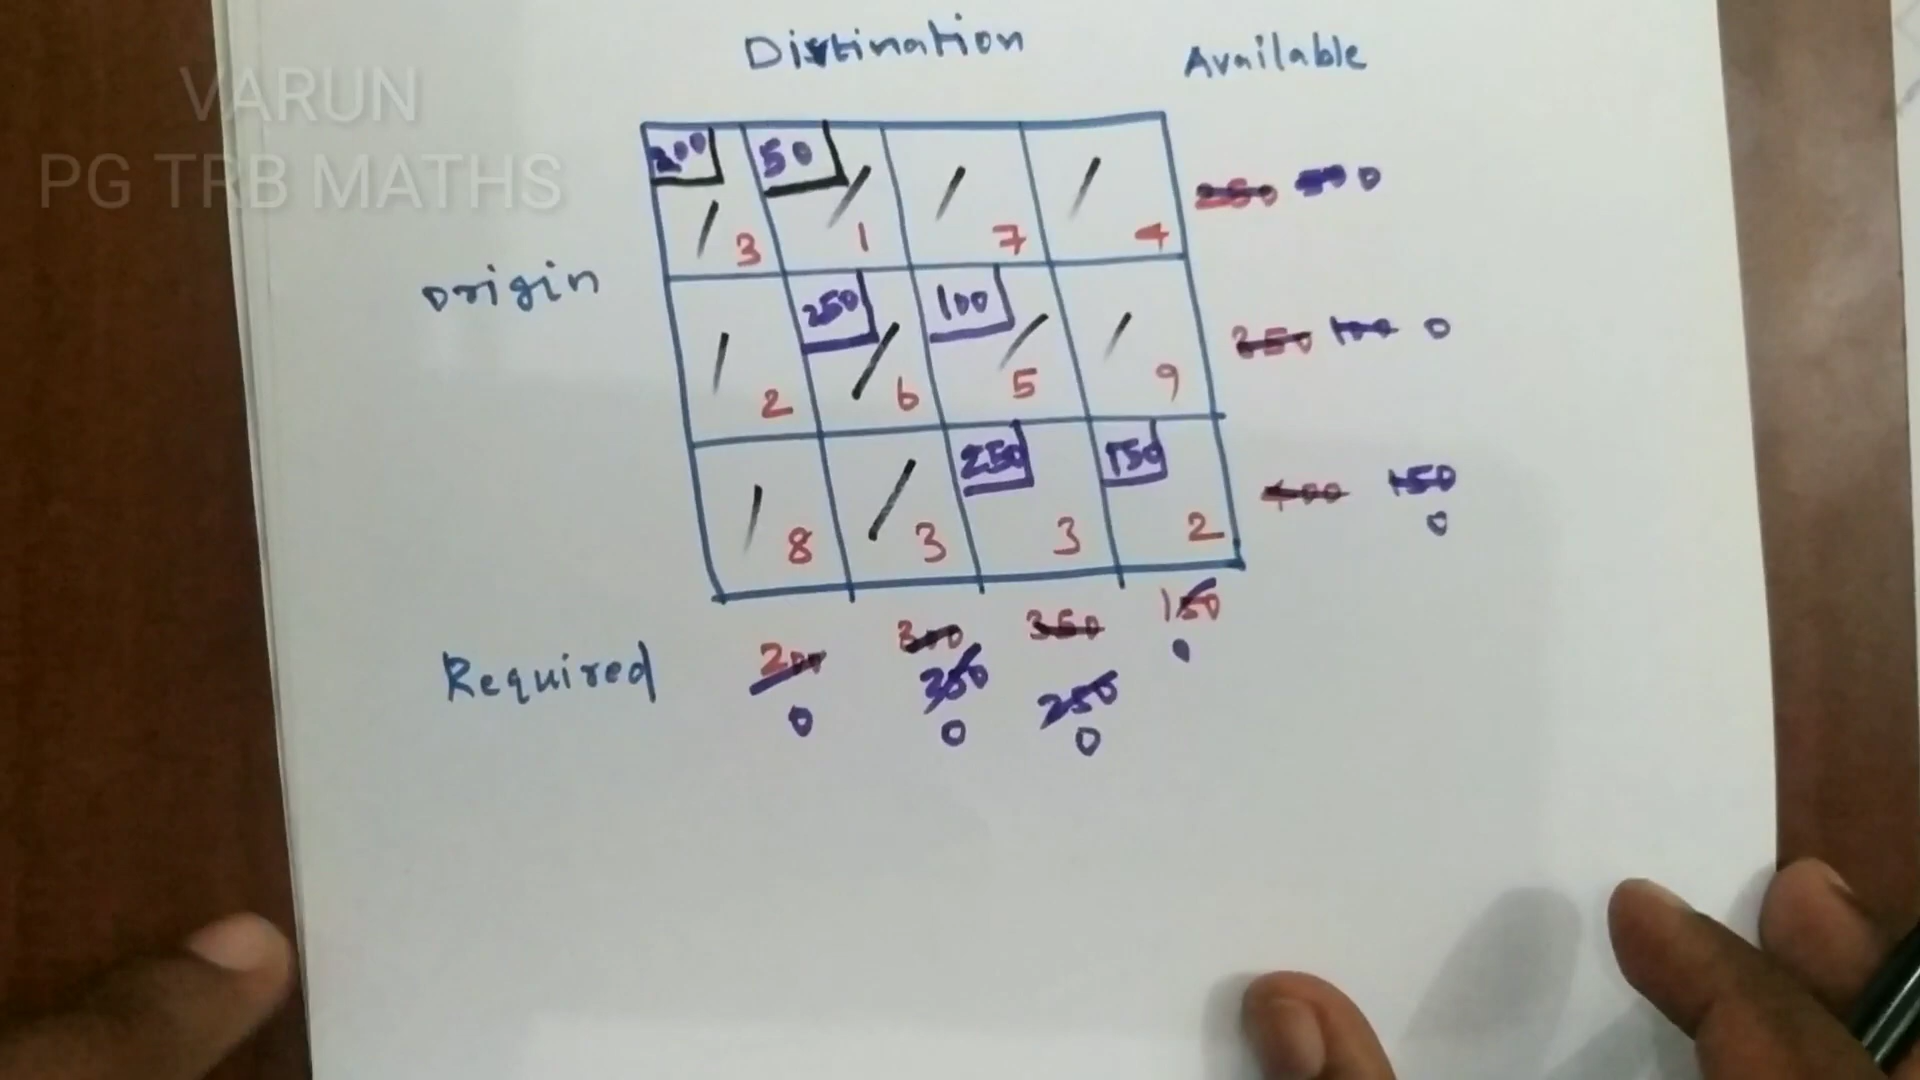 Distination
Available
VARUN
PG TRB MATHS
200 50
250 50 0
3 1 7 4
origin
250 100
350 100 0
2 6 5 9
250 150
400 150
0
8 3 3 2
Required
200 300 350 150
0 250 250 0
0 0